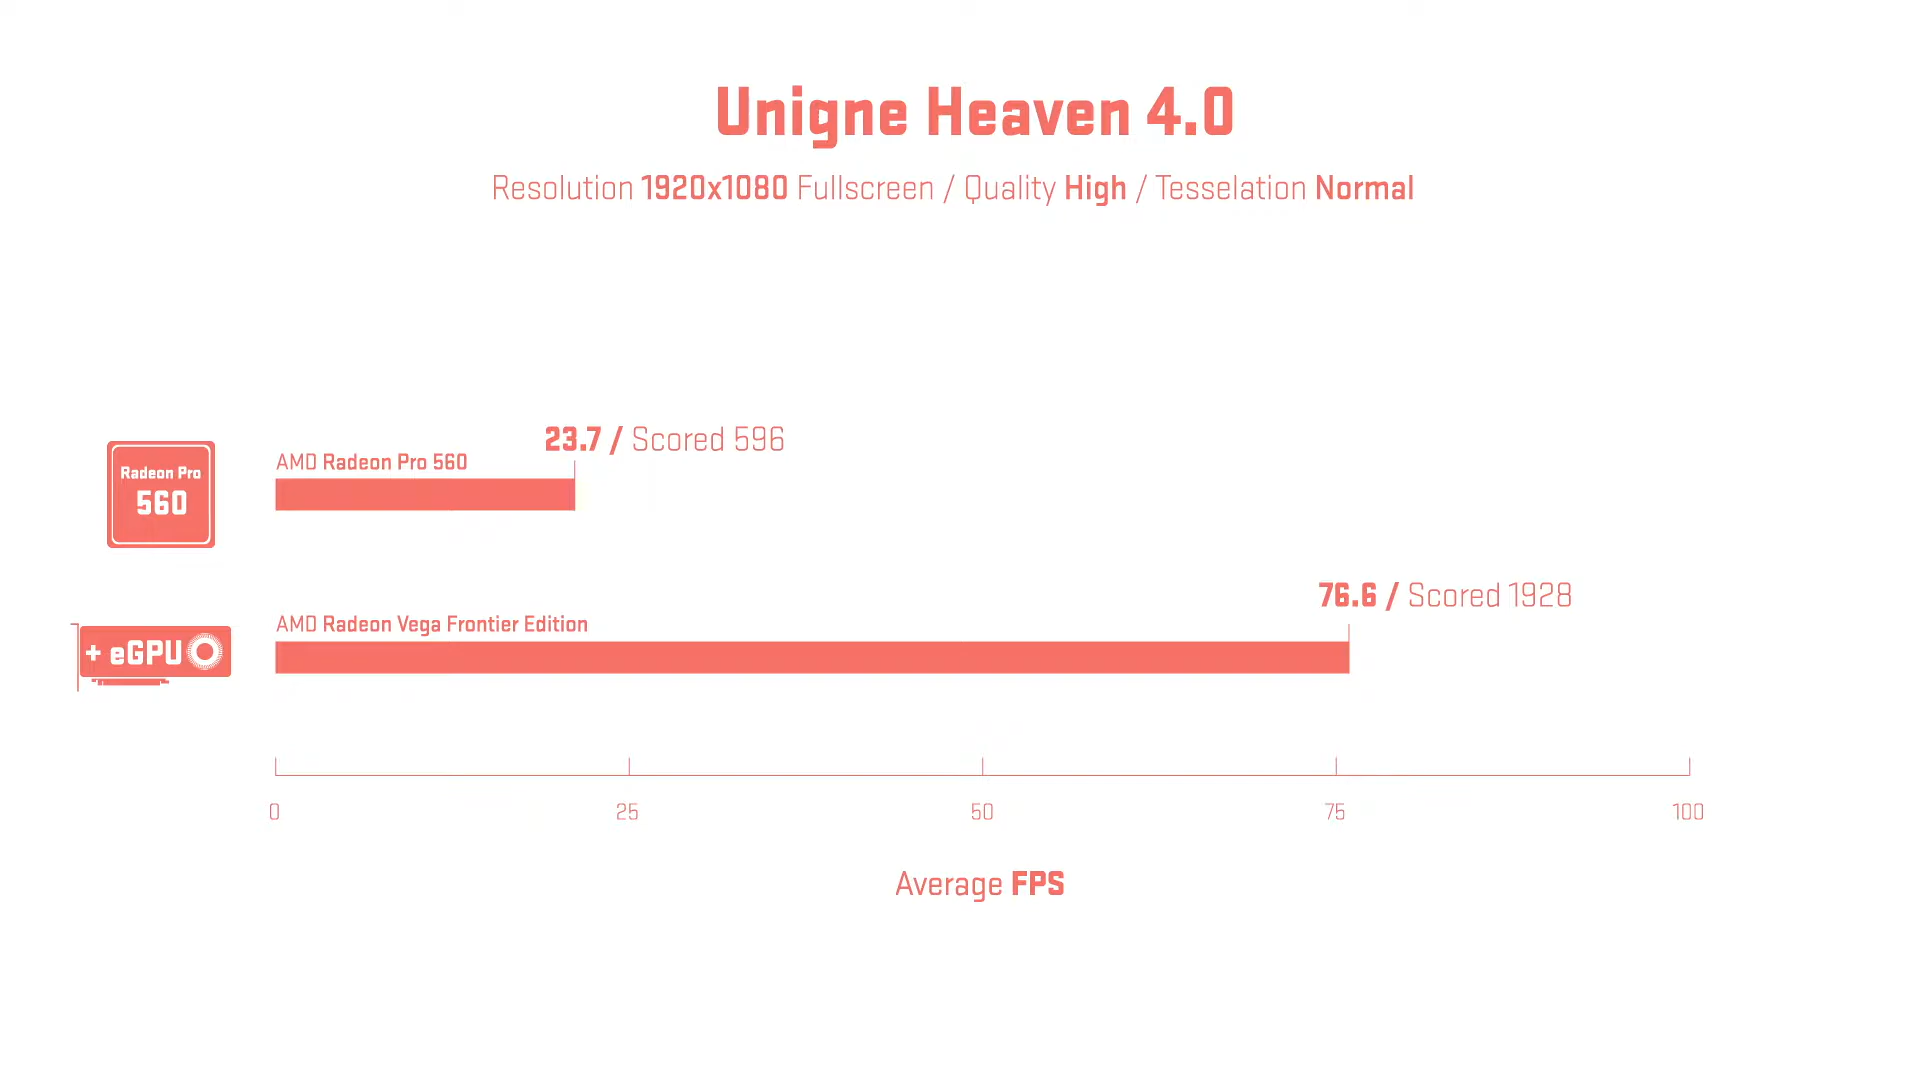 Unigne Heaven 4.0
Resolution 1920x1080 Fullscreen / Quality High / Tesselation Normal
23.7 / Scored 596
AMD Radeon Pro 560
Radeon Pro
560
76.6 / Scored 1928
AMD Radeon Vega Frontier Edition
+ eGPU
0 25 50 75 100
Average FPS